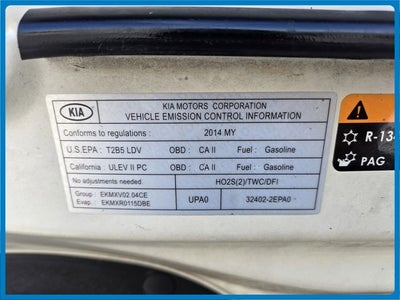 KIA
KIA MOTORS CORPORATION
VEHICLE EMISSION CONTROL INFORMATION
Conforms to regulations : 2014 MY
U.S.EPA : T2B5 LDV OBD : CA II Fuel : Gasoline
California : ULEV II PC OBD : CA II Fuel : Gasoline
No adjustments needed. HO2S(2)/TWC/DFI
Group : EKMXV02.04CE
Evap. : EKMXR0115DBE
UPA0 32402-2EPA0
R-134
PAG